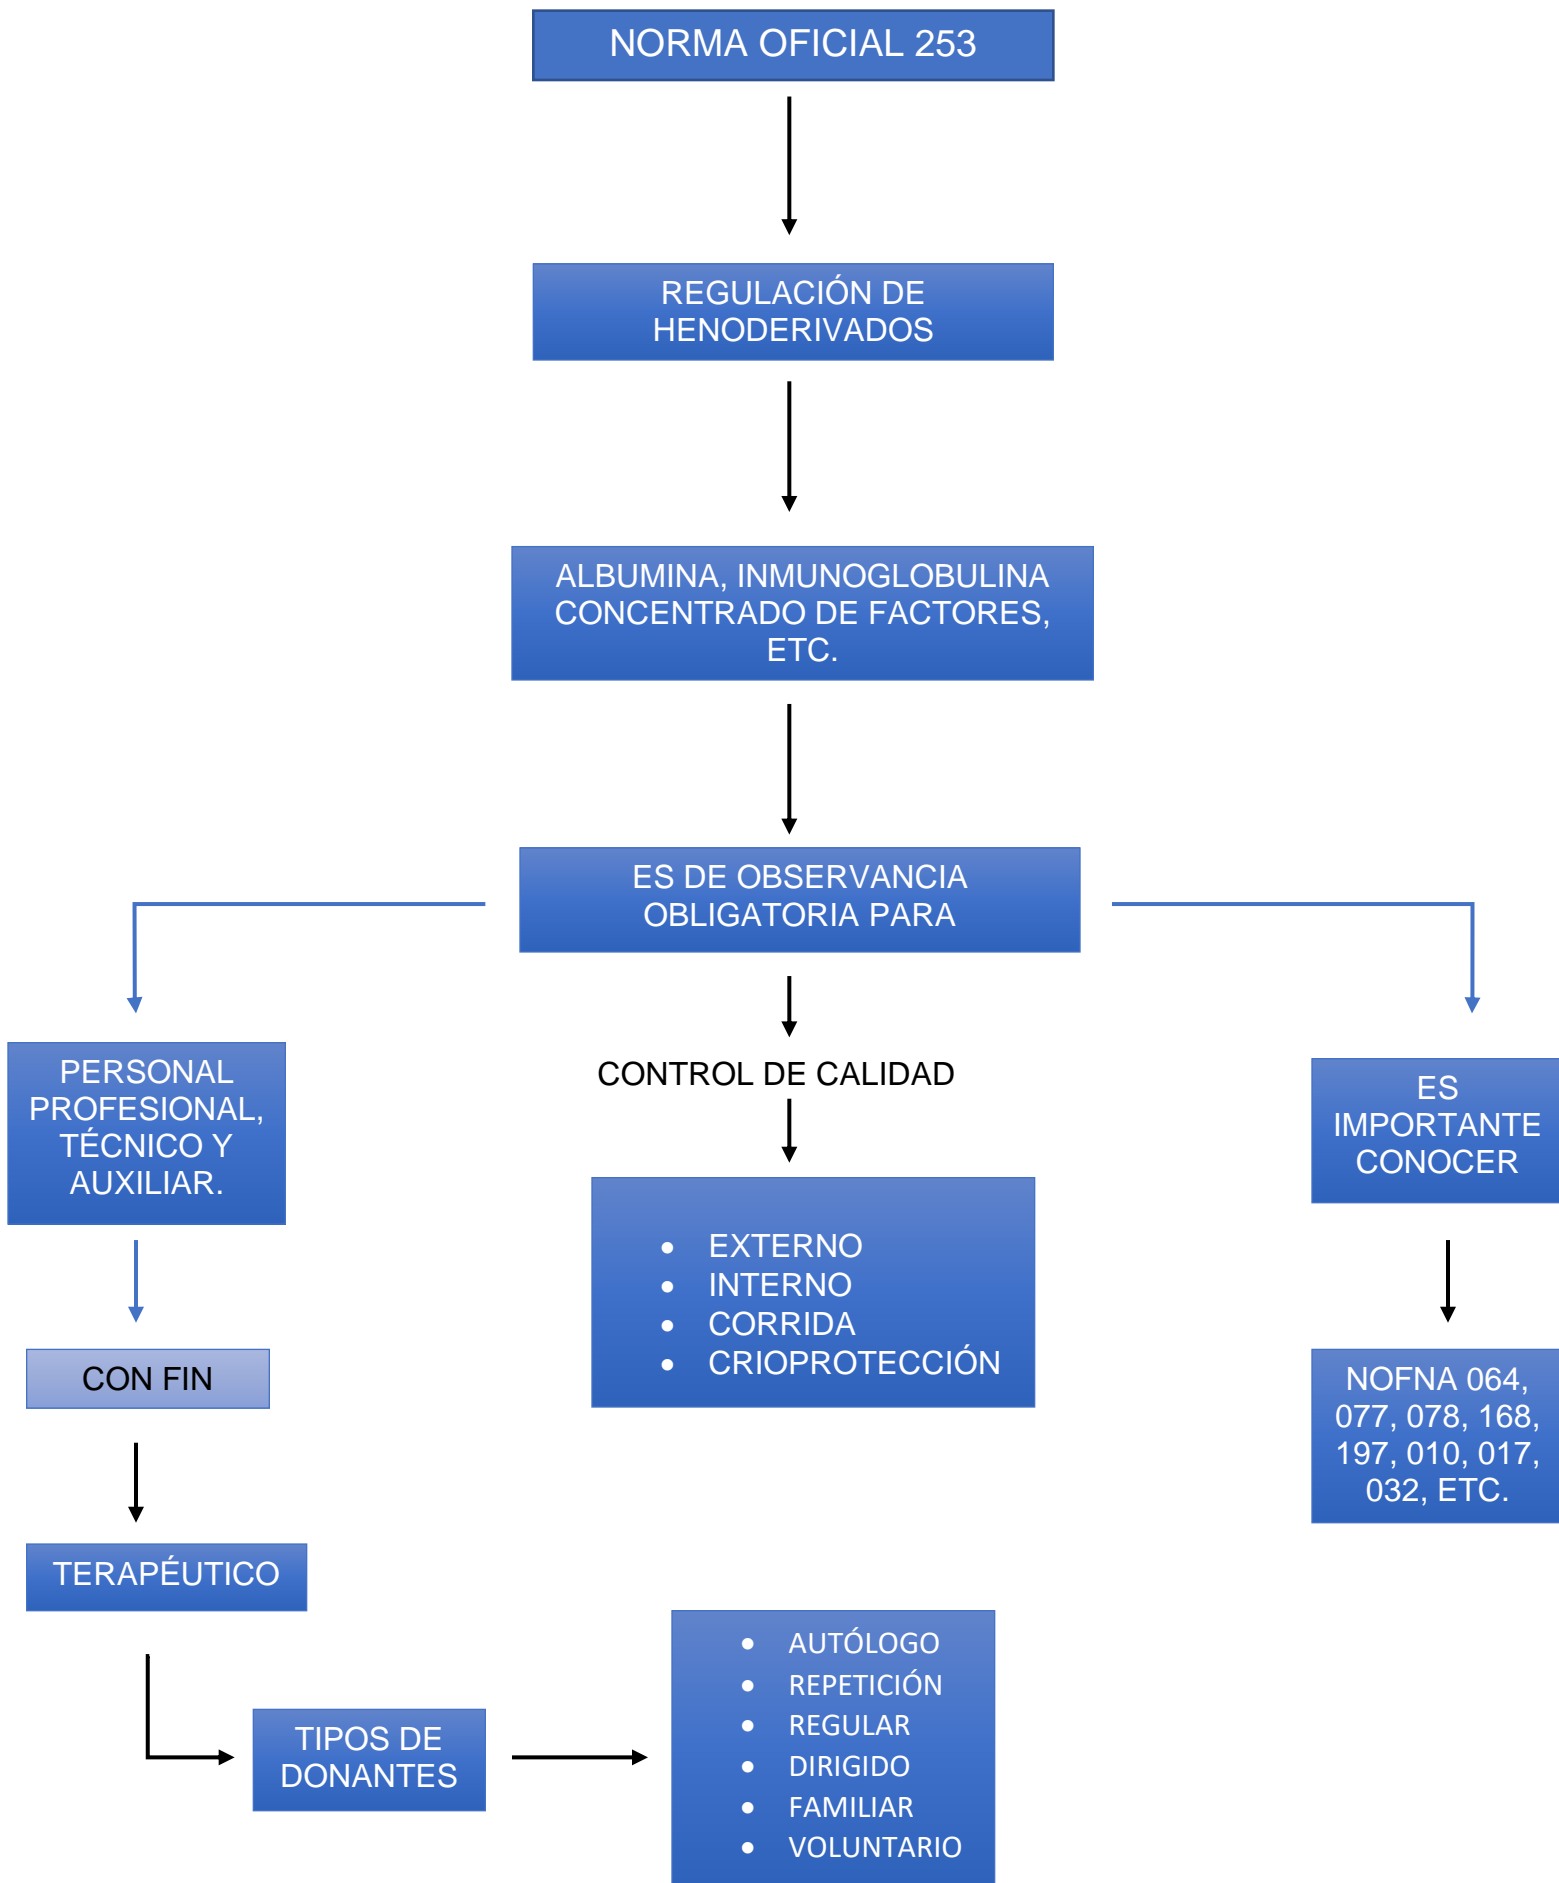 NORMA OFICIAL 253
REGULACIÓN DE
HENODERIVADOS
ALBUMINA, INMUNOGLOBULINA
CONCENTRADO DE FACTORES,
ETC.
ES DE OBSERVANCIA
OBLIGATORIA PARA
PERSONAL
PROFESIONAL,
TÉCNICO Y
AUXILIAR.
CON FIN
TERAPÉUTICO
TIPOS DE
DONANTES
• AUTÓLOGO
• REPETICIÓN
• REGULAR
• DIRIGIDO
• FAMILIAR
• VOLUNTARIO
CONTROL DE CALIDAD
• EXTERNO
• INTERNO
• CORRIDA
• CRIOPROTECCIÓN
ES
IMPORTANTE
CONOCER
NOFNA 064,
077, 078, 168,
197, 010, 017,
032, ETC.